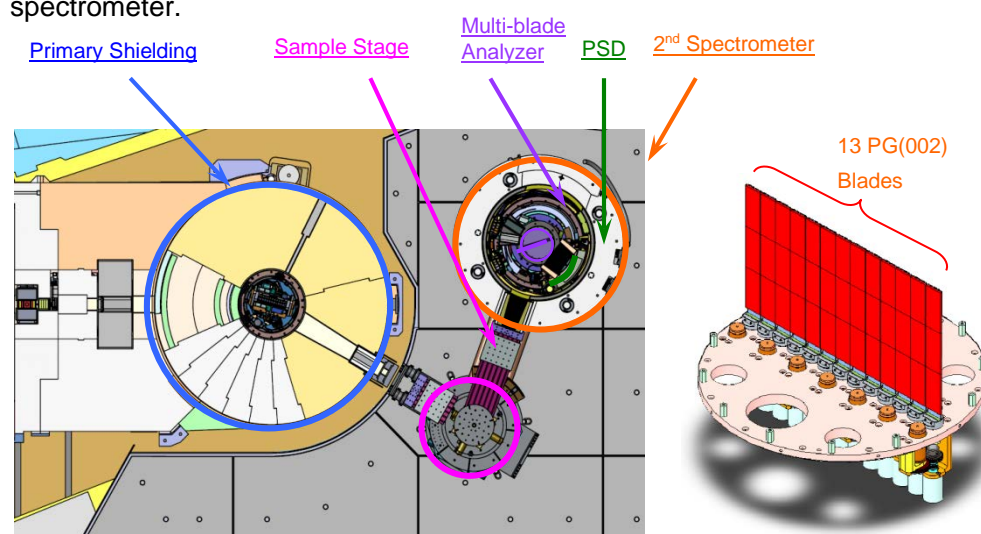 spectrometer.
Multi-blade
Primary Shielding Sample Stage Analyzer PSD 2nd Spectrometer
13 PG(002)
Blades